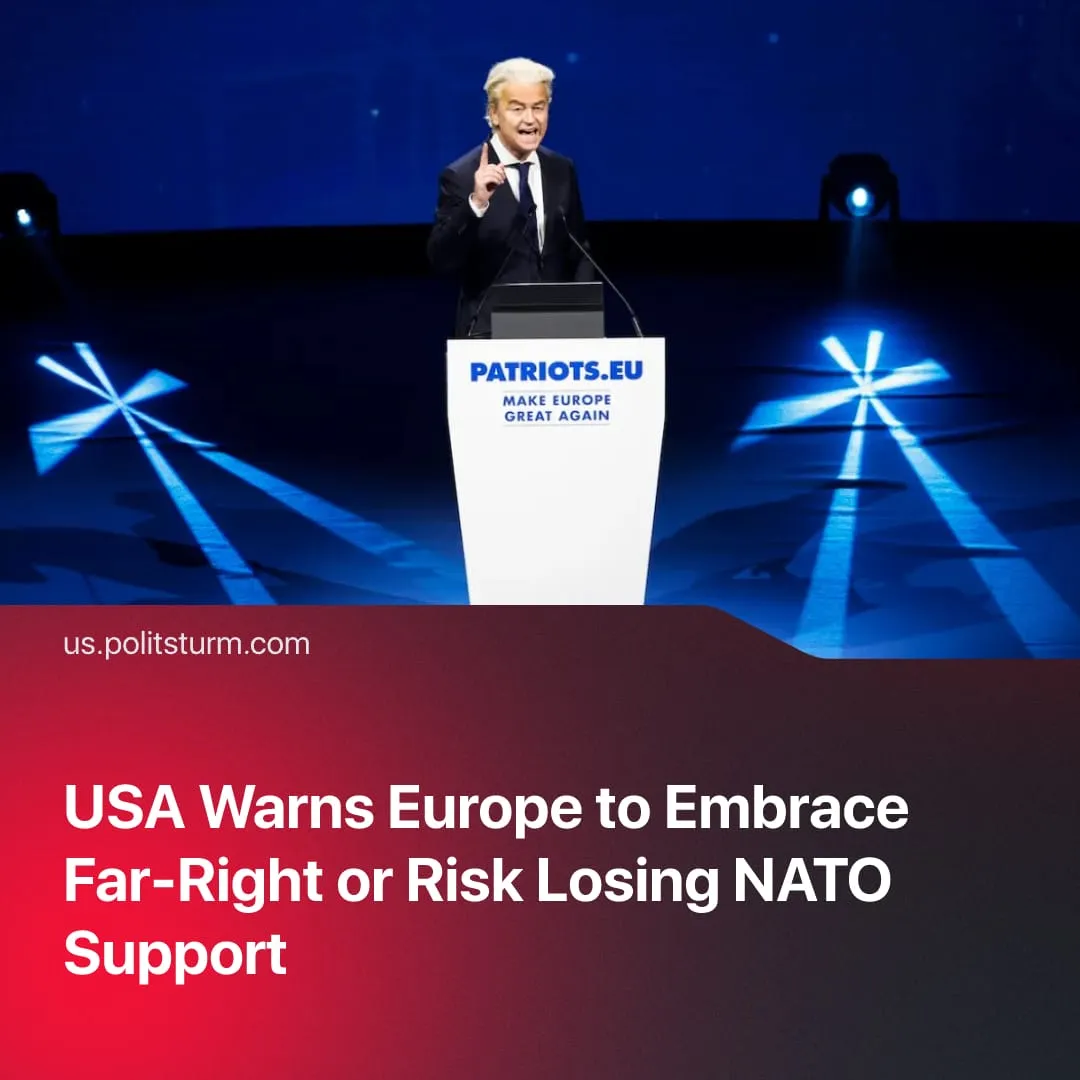 PATRIOTS.EU
MAKE EUROPE
GREAT AGAIN
us.politsturm.com
USA Warns Europe to Embrace
Far-Right or Risk Losing NATO
Support